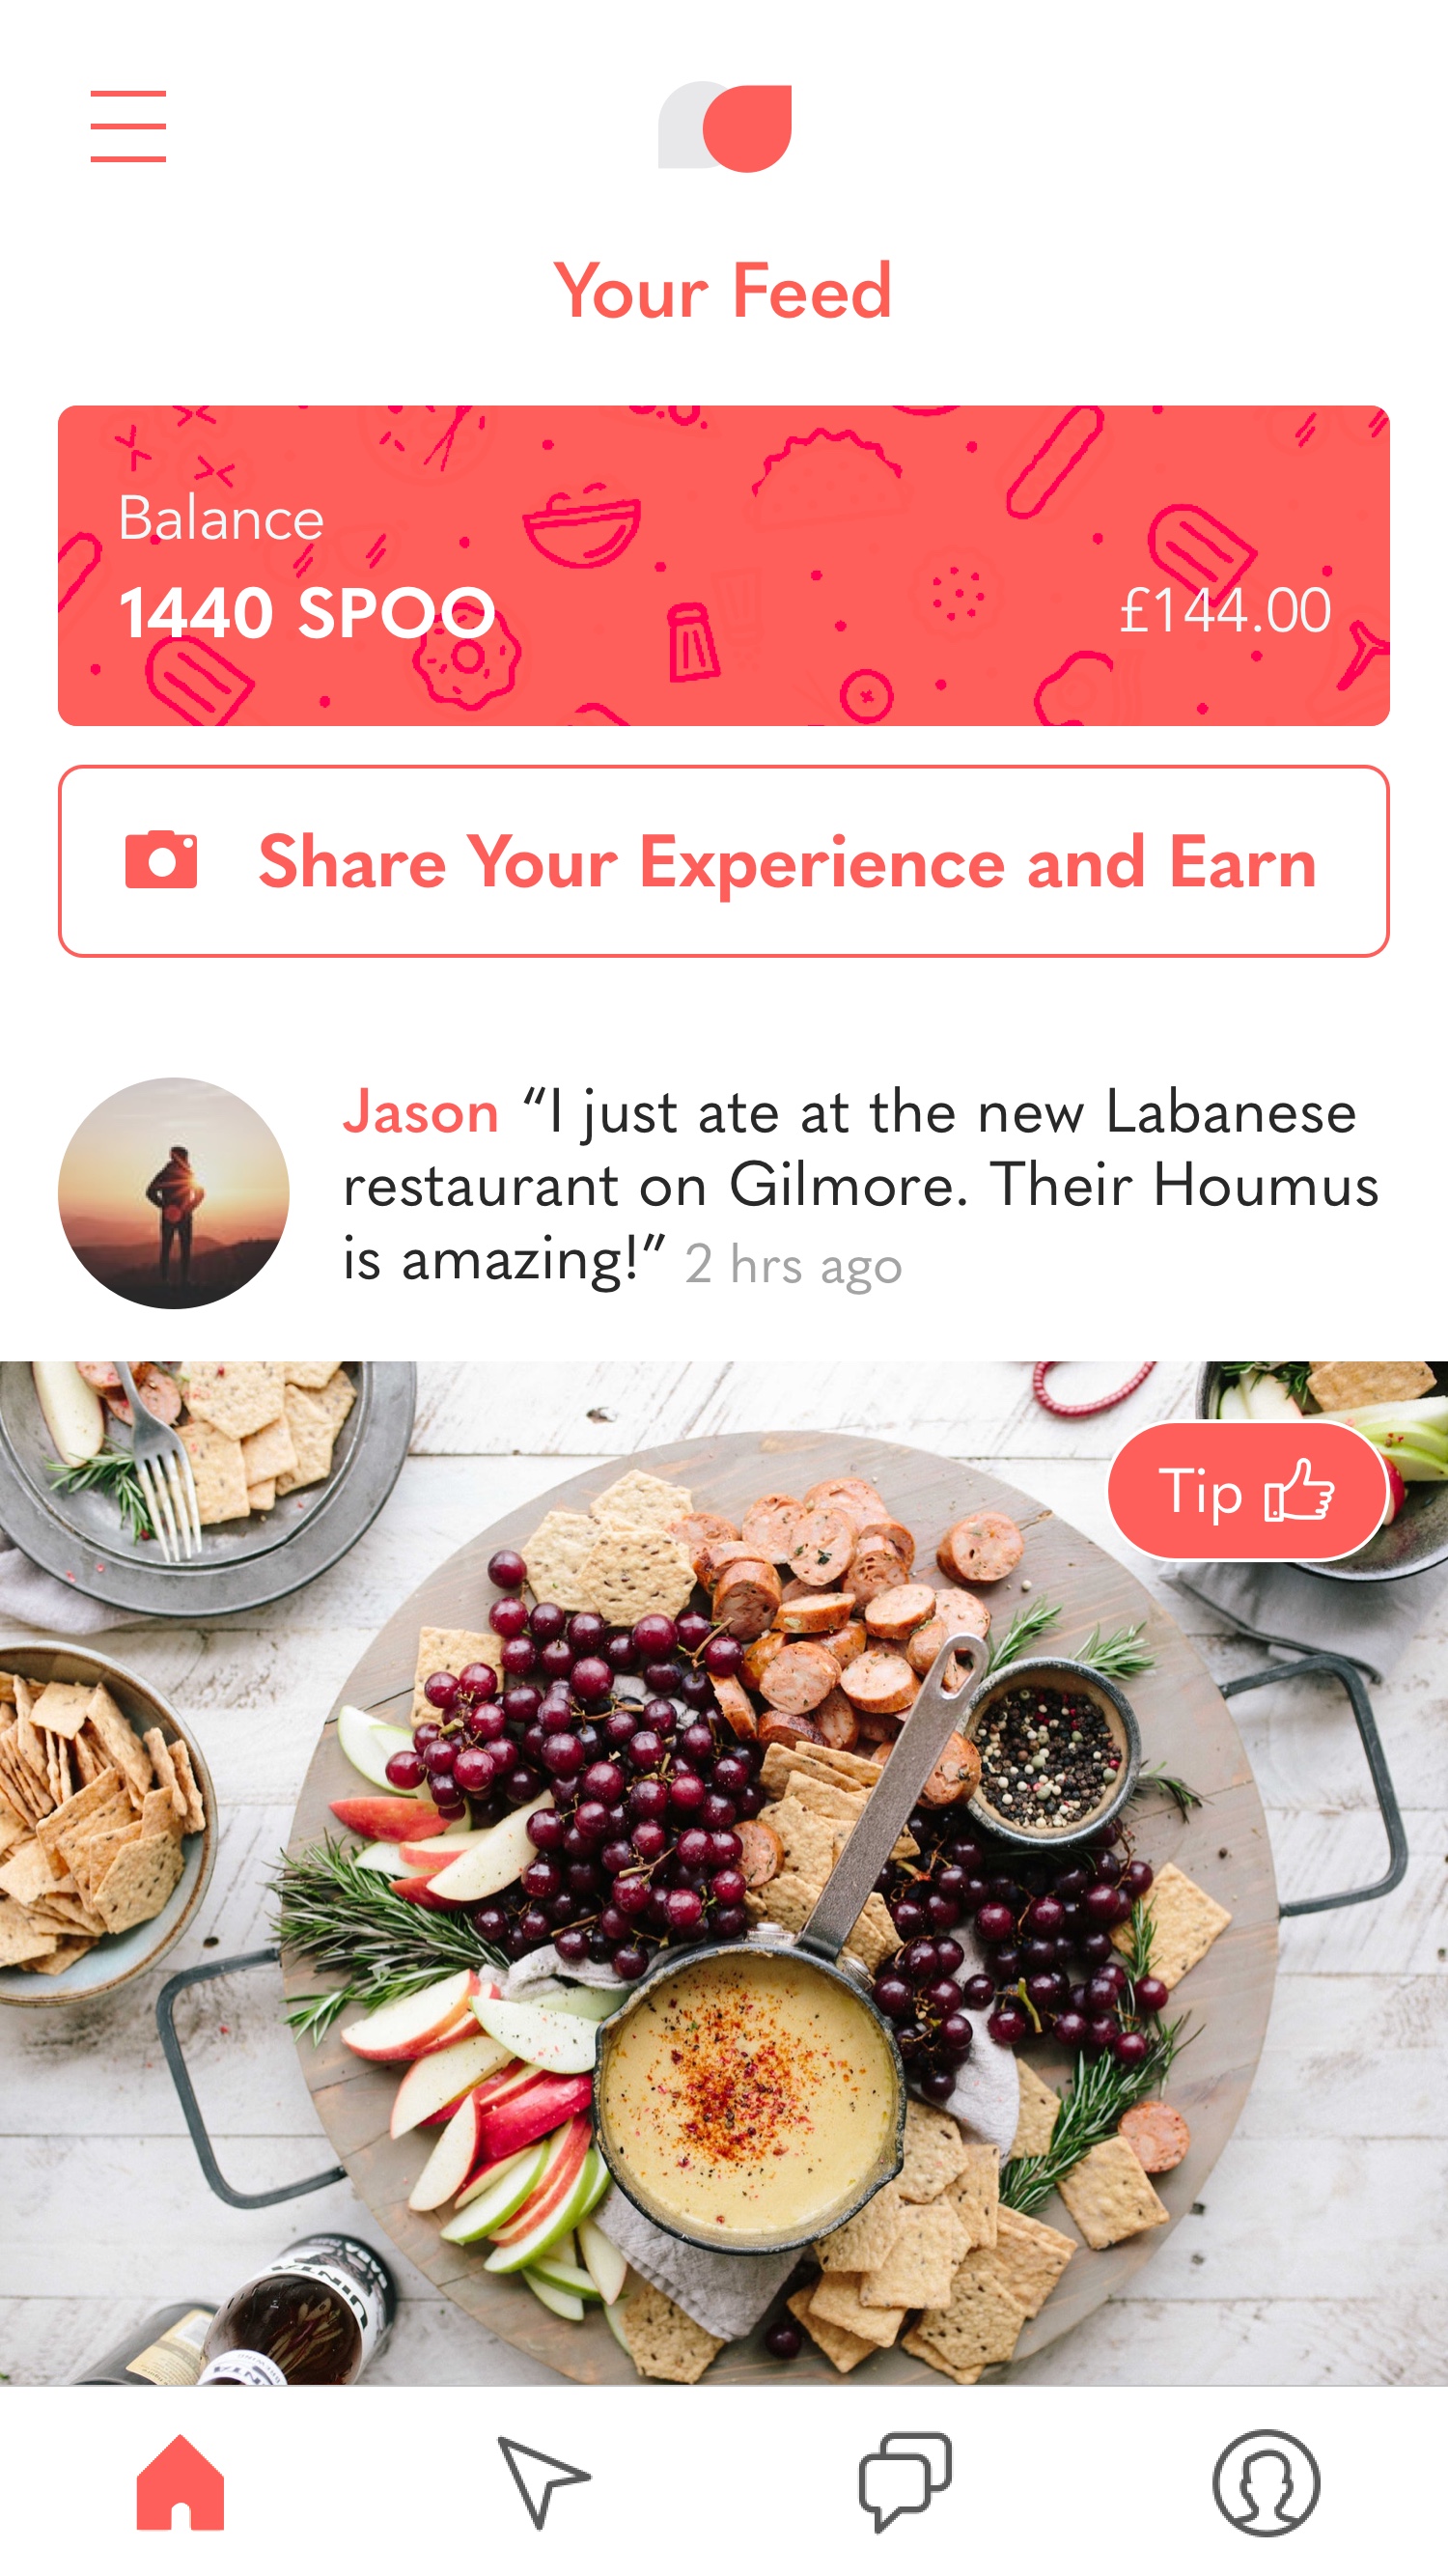 Your Feed
Balance
1440 SPOO
£144.00
Share Your Experience and Earn
Jason “I just ate at the new Labanese
restaurant on Gilmore. Their Houmus
is amazing!” 2 hrs ago
Tip
UINTA